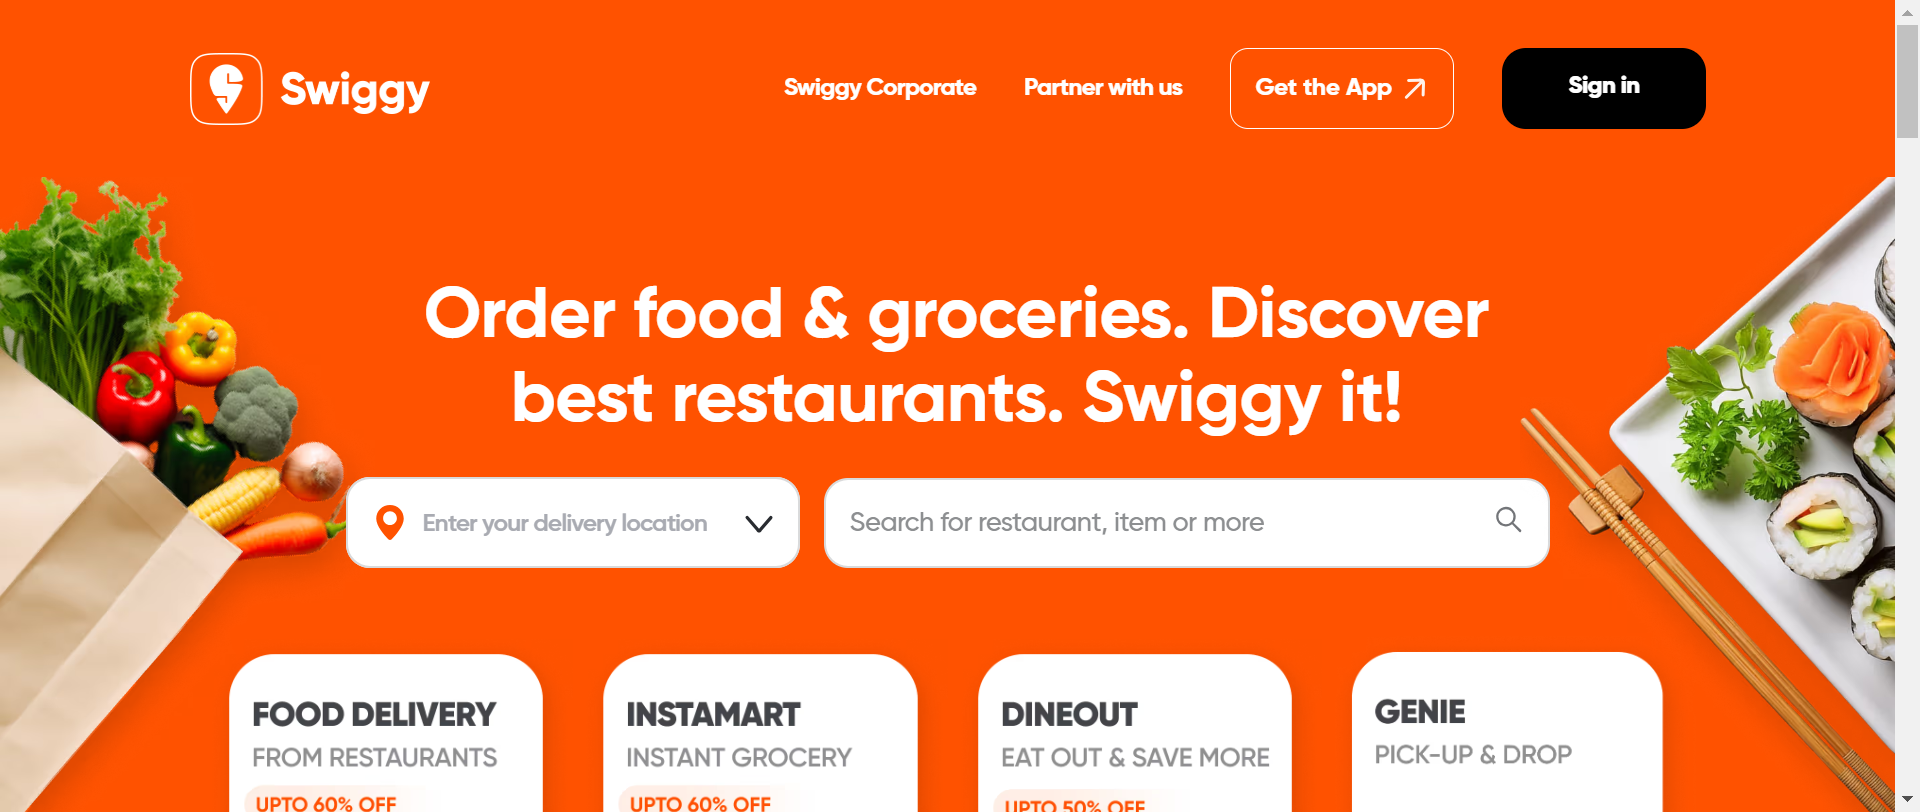 Swiggy
Swiggy Corporate
Partner with us
Get the App
Sign in
Order food & groceries. Discover
best restaurants. Swiggy it!
Enter your delivery location
Search for restaurant, item or more
FOOD DELIVERY
FROM RESTAURANTS
UPTO 60% OFF
INSTAMART
INSTANT GROCERY
UPTO 60% OFF
DINEOUT
EAT OUT & SAVE MORE
UPTO 50% OFF
GENIE
PICK-UP & DROP